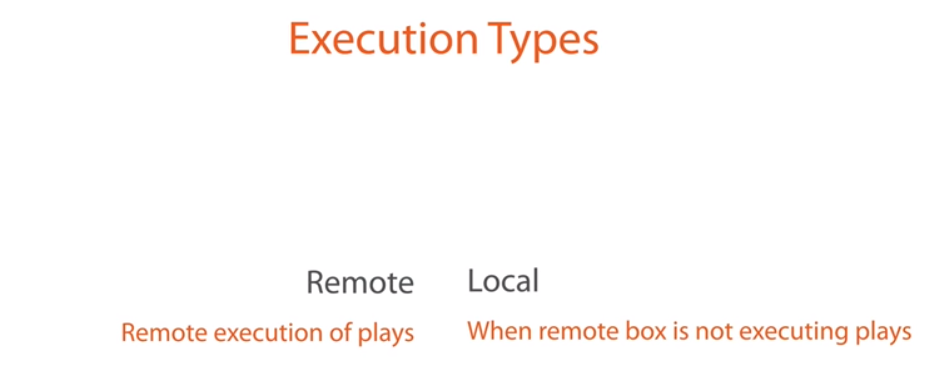 Execution Types
Remote
Local
Remote execution of plays
When remote box is not executing plays